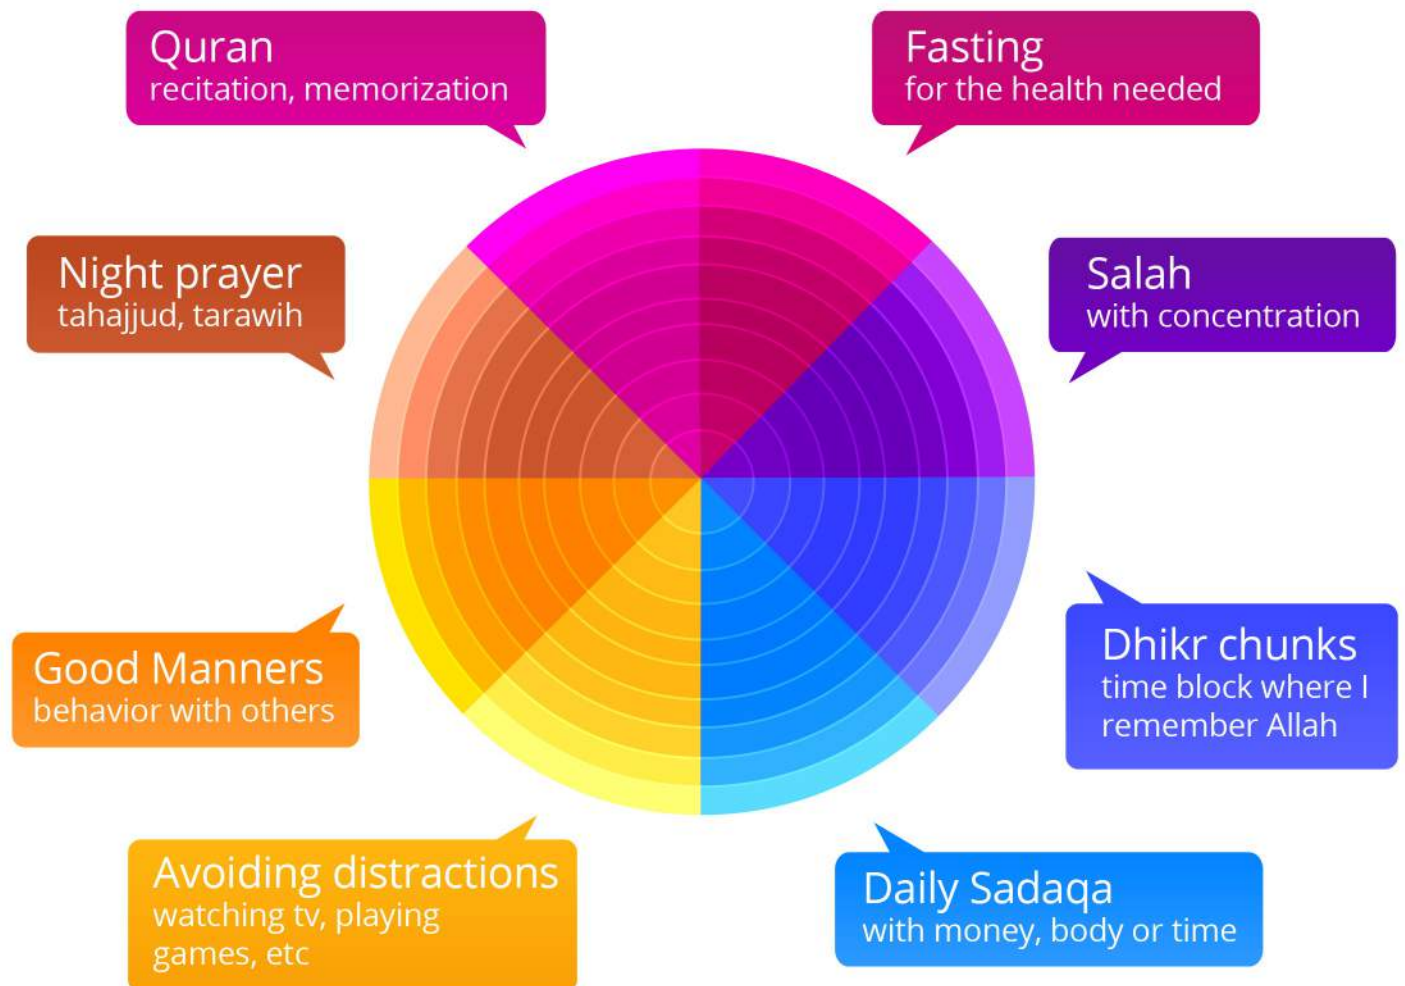 Quran
recitation, memorization
Fasting
for the health needed
Night prayer
tahajjud, tarawih
Salah
with concentration
Good Manners
behavior with others
Dhikr chunks
time block where I
remember Allah
Avoiding distractions
watching tv, playing
games, etc
Daily Sadaqa
with money, body or time